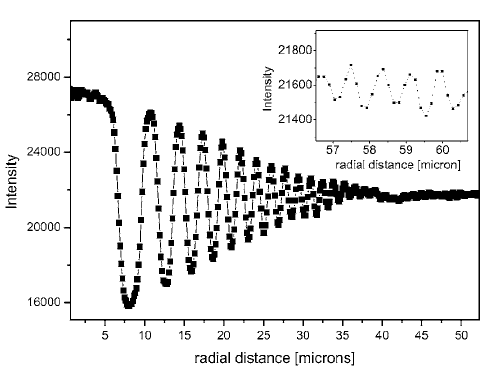 28000
24000
20000
16000
Intensity
5 10 15 20 25 30 35 40 45 50
radial distance [microns]
21800
21600
21400
Intensity
57 58 59 60
radial distance [micron]